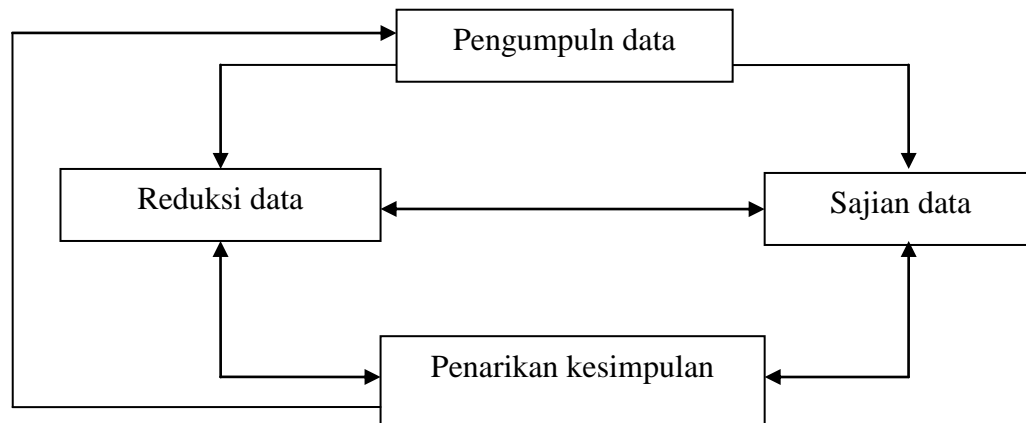 Pengumpuln data
Reduksi data
Sajian data
Penarikan kesimpulan